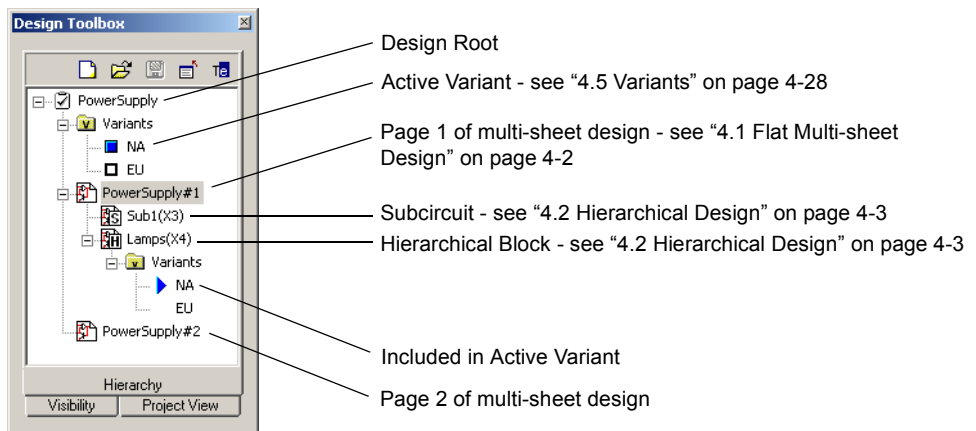 Design Toolbox
Te
PowerSupply
Variants
NA
EU
PowerSupply#1
Sub1(X3)
Lamps(X4)
Variants
NA
EU
PowerSupply#2
Hierarchy
Visibility
Project View
Design Root
Active Variant - see “4.5 Variants” on page 4-28
Page 1 of multi-sheet design - see “4.1 Flat Multi-sheet
Design” on page 4-2
Subcircuit - see “4.2 Hierarchical Design” on page 4-3
Hierarchical Block - see “4.2 Hierarchical Design” on page 4-3
Included in Active Variant
Page 2 of multi-sheet design